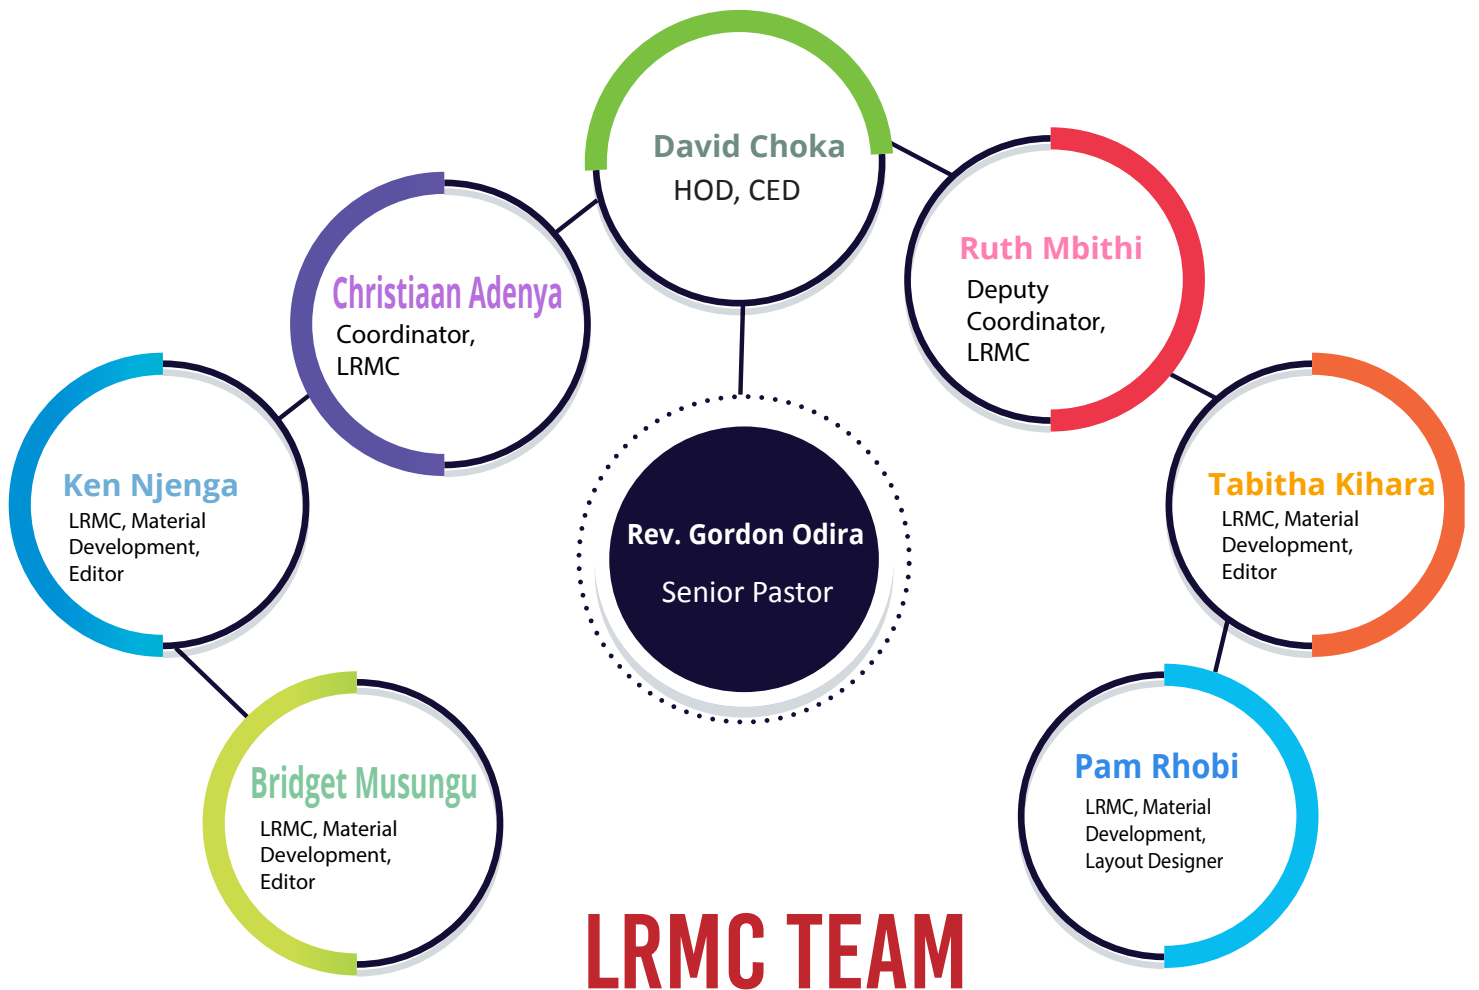 David Choka
HOD, CED
Ruth Mbithi
Deputy
Coordinator,
LRMC
Christiaan Adenya
Coordinator,
LRMC
Ken Njenga
LRMC, Material
Development,
Editor
Tabitha Kihara
LRMC, Material
Development,
Editor
Rev. Gordon Odira
Senior Pastor
Bridget Musungu
LRMC, Material
Development,
Editor
Pam Rhobi
LRMC, Material
Development,
Layout Designer
LRMC TEAM